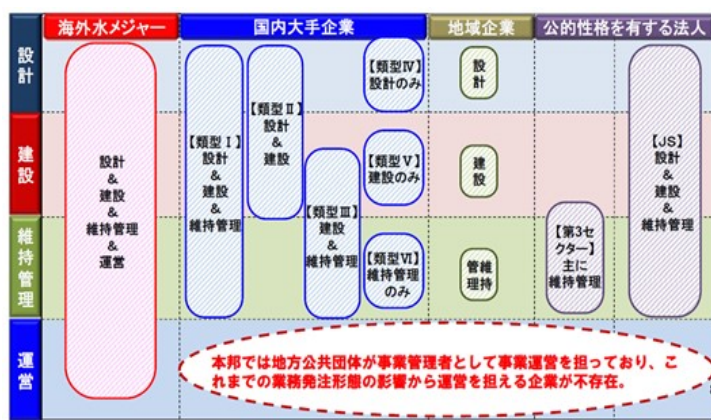 海外水メジャー
国内大手企業
地域企業
公的性格を有する法人
設計
建設
維持管理
運営
設計
&
建設
&
維持管理
&
運営
【類型Ⅰ】
設計
&
建設
&
維持管理
【類型Ⅱ】
設計
&
建設
【類型Ⅲ】
建設
&
維持管理
【類型Ⅳ】
設計のみ
【類型Ⅴ】
建設のみ
【類型Ⅵ】
維持管理
のみ
設計
建設
維持管理
【第3セ
クター】
主に
維持管理
【JS】
設計
&
建設
&
維持管理
本邦では地方公共団体が事業管理者として事業運営を担っており、こ
れまでの業務発注形態の影響から運営を担える企業が不存在。